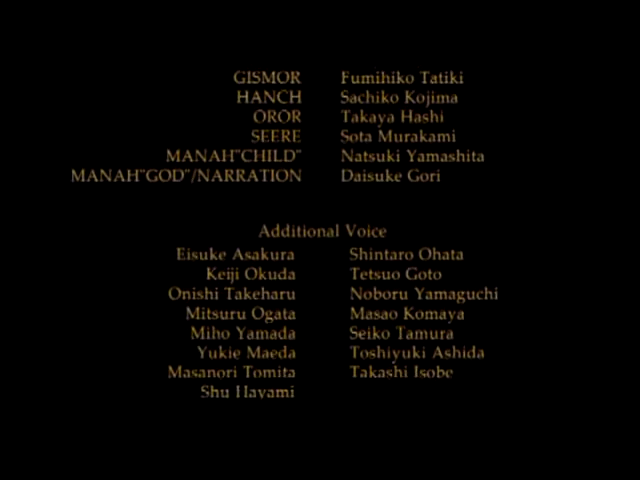 GISMOR Fumihiko Tatiki
HANCH Sachiko Kojima
OROR Takaya Hashi
SEERE Sota Murakami
MANAH"CHILD" Natsuki Yamashita
MANAH"GOD"/NARRATION Daisuke Gori
Additional Voice
Eisuke Asakura Shintaro Ohata
Keiji Okuda Tetsuo Goto
Onishi Takeharu Noboru Yamaguchi
Mitsuru Ogata Masao Komaya
Miho Yamada Seiko Tamura
Yukie Maeda Toshiyuki Ashida
Masanori Tomita Takashi Isobe
Shu Hayami